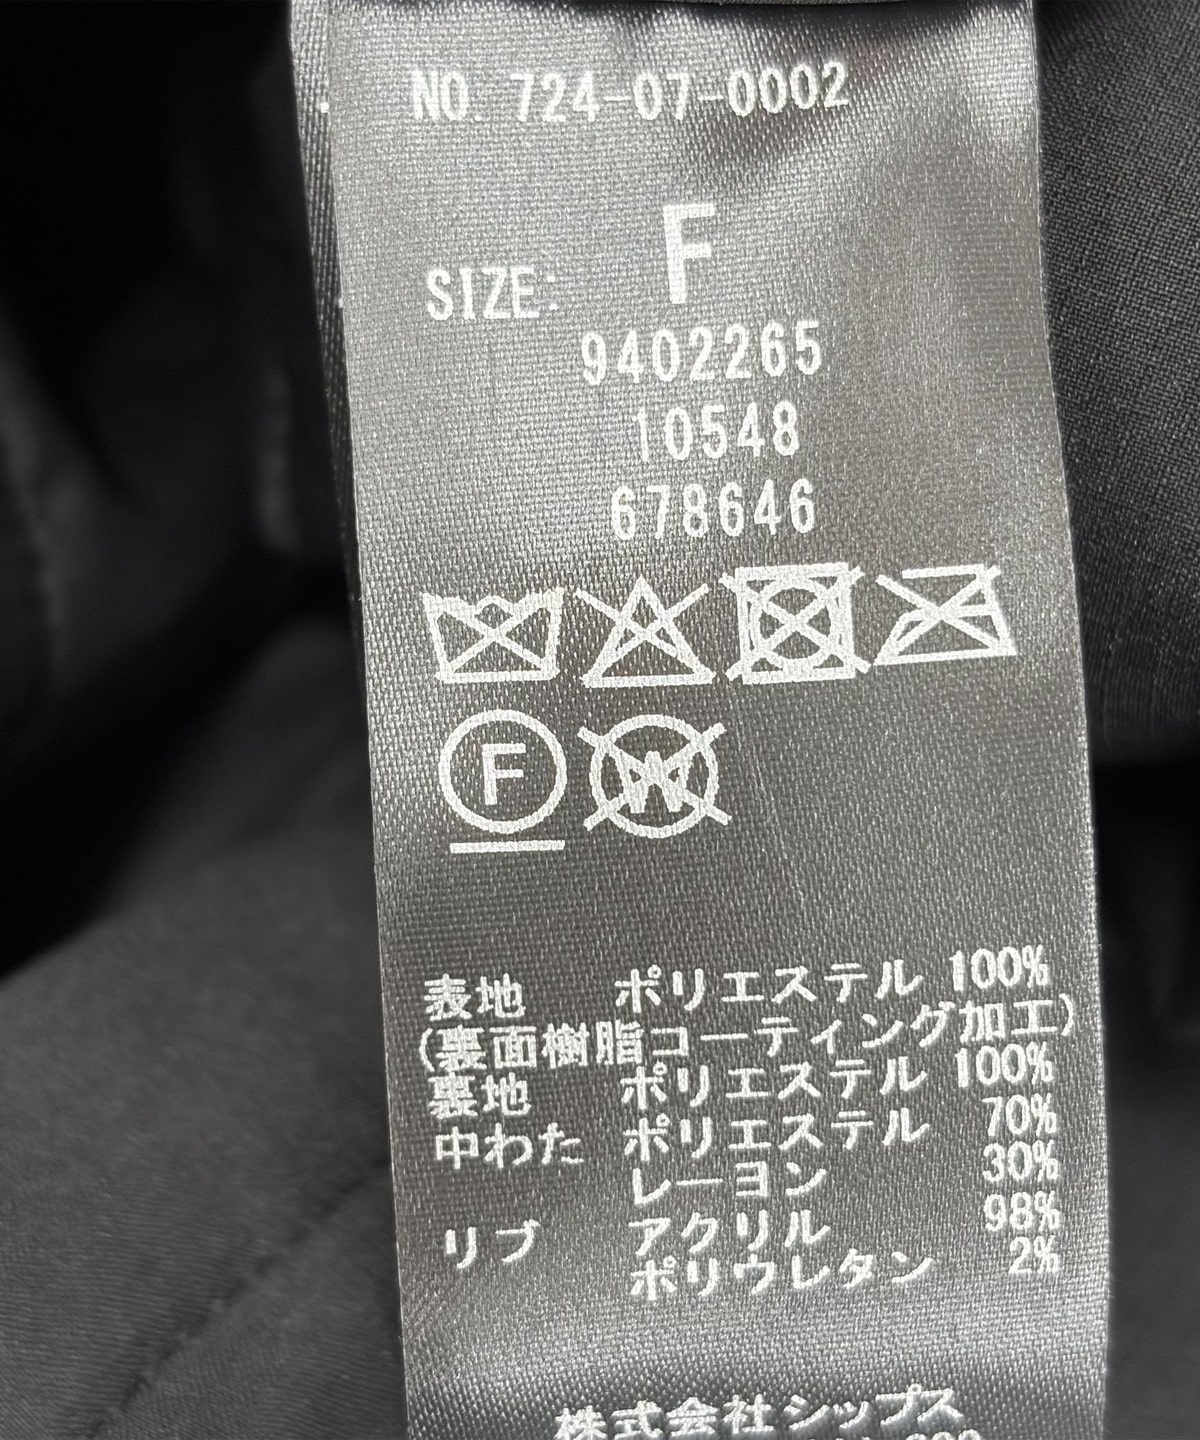 NO. 724-07-0002
SIZE: F
9402265
10548
678646
F
W
表地 ポリエステル 100%
(裏面樹脂コーティング加工)
裏地 ポリエステル 100%
中わた ポリエステル 70%
レーヨン 30%
リブ アクリル 98%
ポリウレタン 2%
株式会社シップス